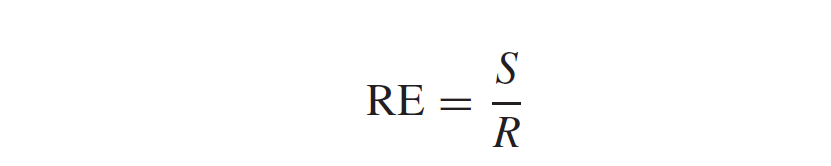 RE = S/R